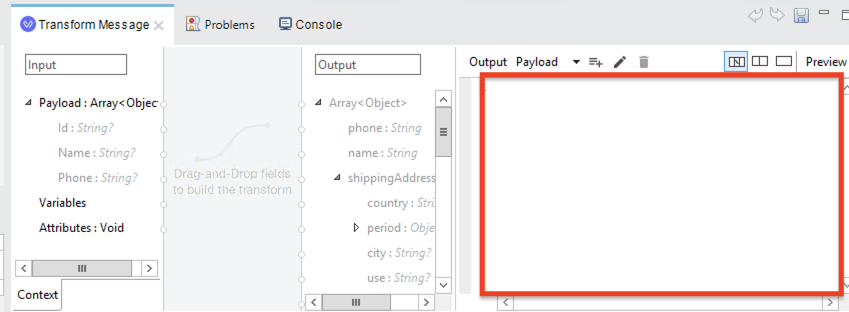 Transform Message
Problems
Console
Input
Output
Output Payload
Preview
Payload : Array<Objec
Id : String?
Name : String?
Phone : String?
Variables
Attributes : Void
Context
Drag-and-Drop fields
to build the transform
Array<Object>
phone : String
name : String
shippingAddress
country : Stri
period : Obje
city : String?
use : String?